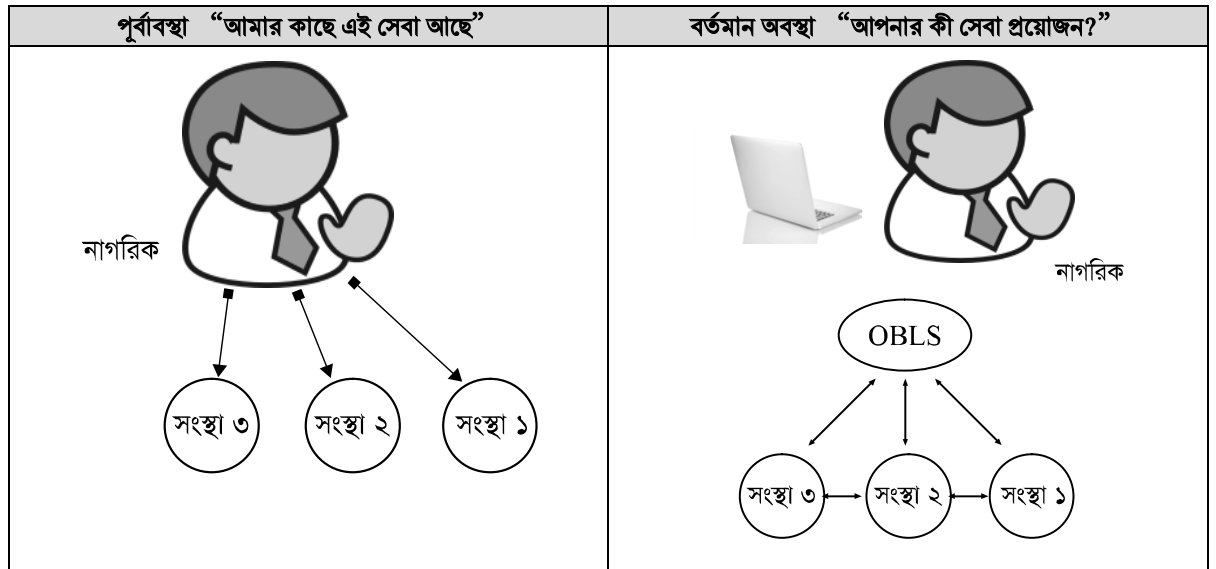 পূর্বাবস্থা “আমার কাছে এই সেবা আছে”
বর্তমান অবস্থা “আপনার কী সেবা প্রয়োজন?”
নাগরিক
সংস্থা ৩
সংস্থা ২
সংস্থা ১
নাগরিক
OBLS
সংস্থা ৩
সংস্থা ২
সংস্থা ১